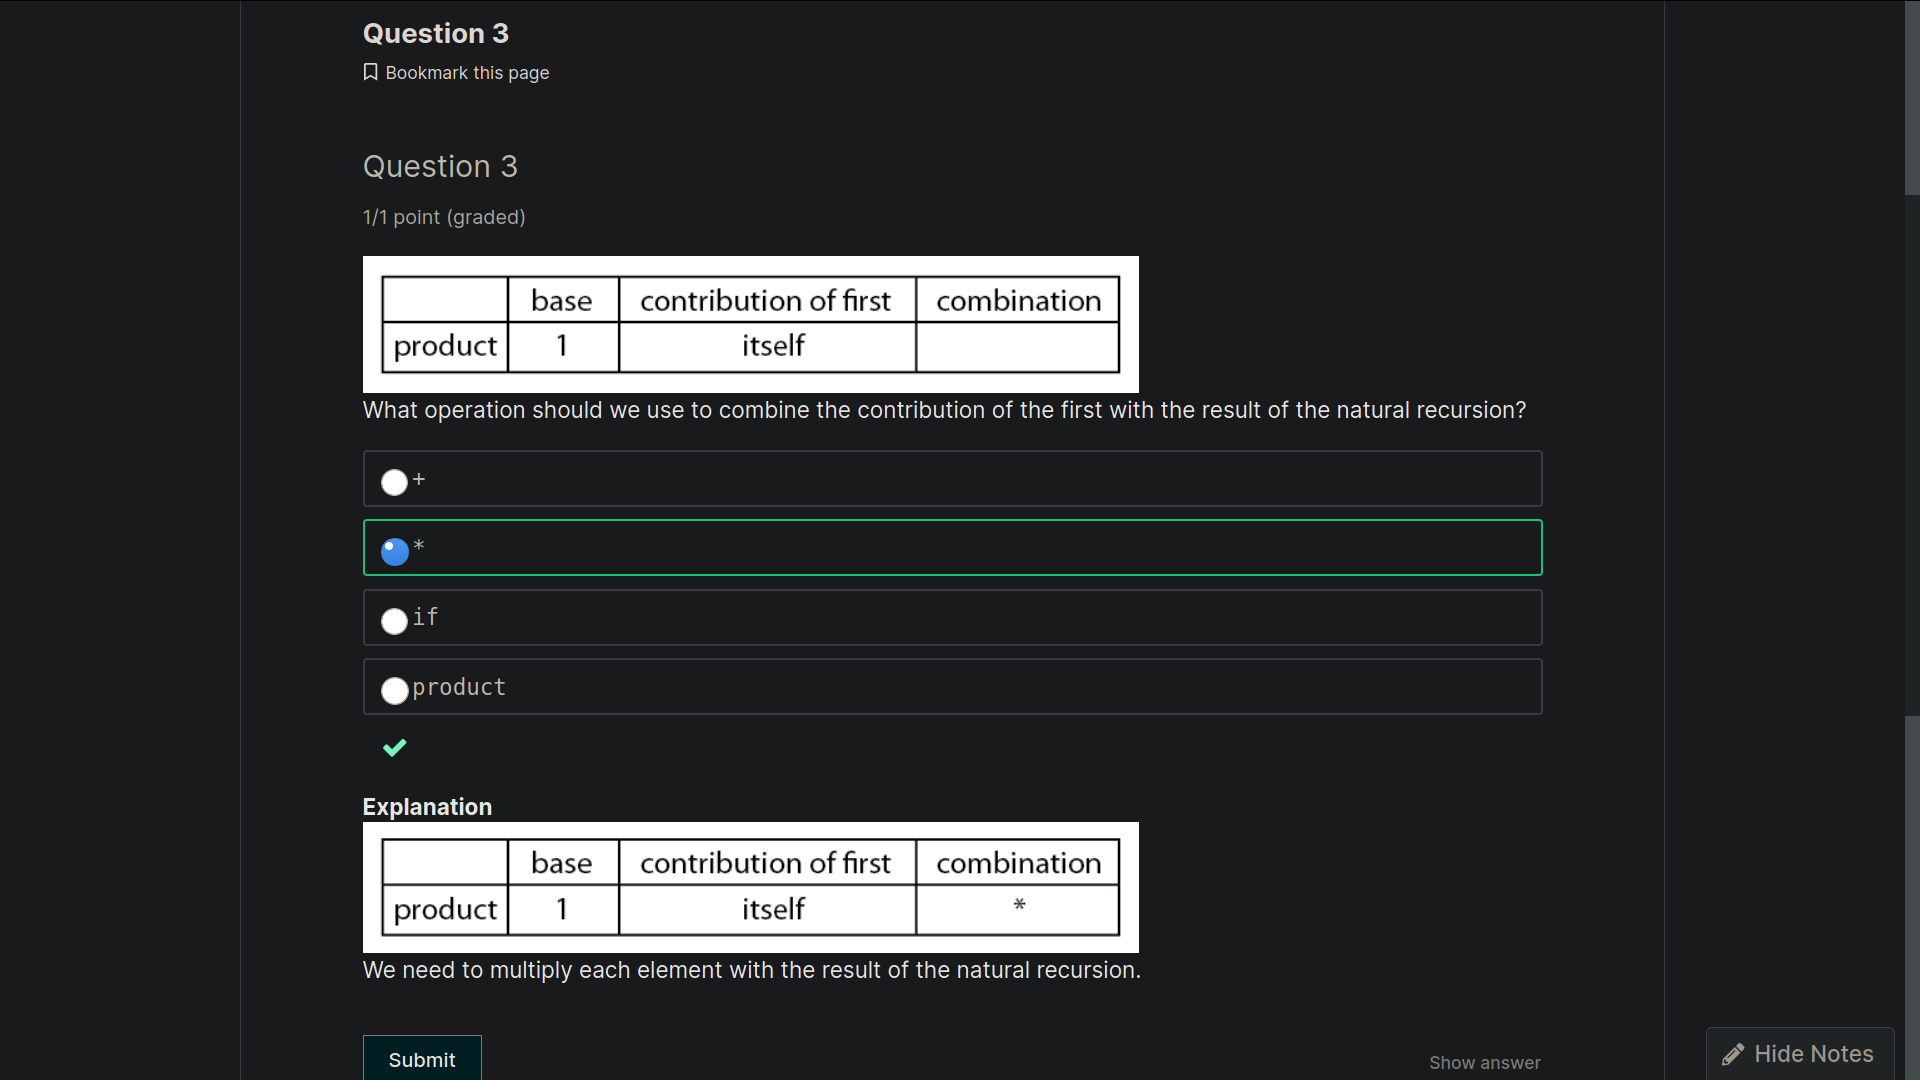 Question 3
Bookmark this page
Question 3
1/1 point (graded)
base contribution of first combination
product 1 itself
What operation should we use to combine the contribution of the first with the result of the natural recursion?
+
*
if
product
Explanation
base contribution of first combination
product 1 itself *
We need to multiply each element with the result of the natural recursion.
Submit
Show answer
Hide Notes